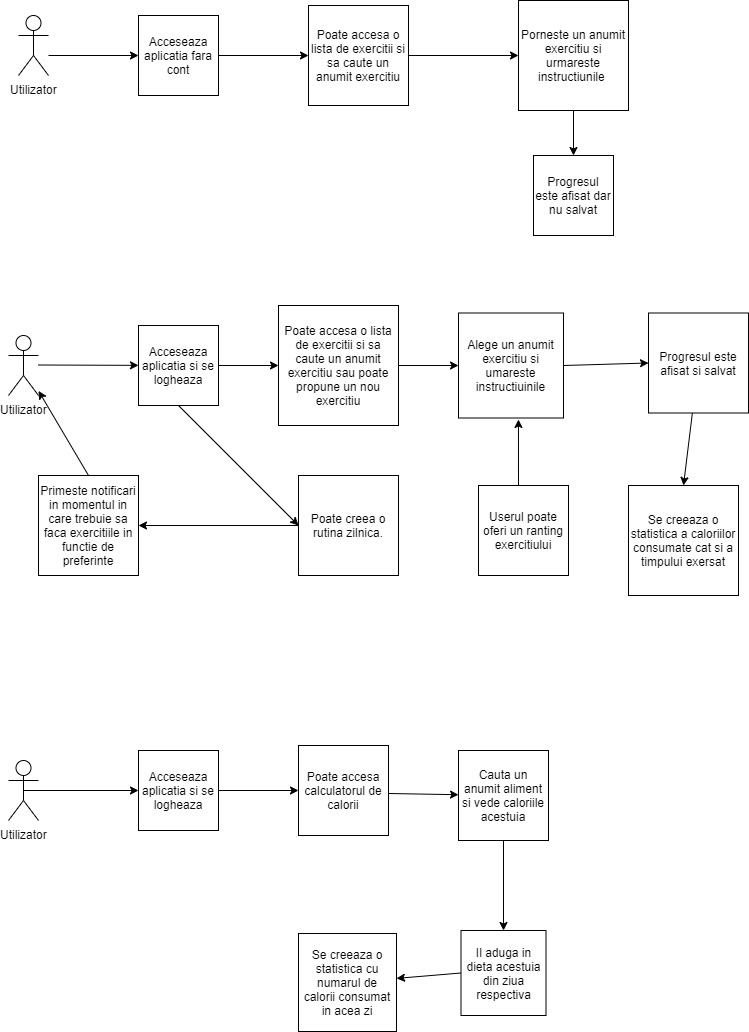 Utilizator
Acceseaza
aplicatia fara
cont
Poate accesa o
lista de exercitii si
sa caute un
anumit exercitiu
Porneste un anumit
exercitiu si
urmareste
instructiunile
Progresul
este afisat dar
nu salvat
Utilizator
Acceseaza
aplicatia si se
logheaza
Poate accesa o lista
de exercitii si sa
caute un anumit
exercitiu sau poate
propune un nou
exercitiu
Alege un anumit
exercitiu si
umareste
instructiuinile
Progresul este
afisat si salvat
Primeste notificari
in momentul in
care trebuie sa
faca exercitiile in
functie de
preferinte
Poate creea o
rutina zilnica.
Userul poate
oferi un ranting
exercitiului
Se creeaza o
statistica a caloriilor
consumate cat si a
timpului exersat
Utilizator
Acceseaza
aplicatia si se
logheaza
Poate accesa
calculatorul de
calorii
Cauta un
anumit aliment
si vede caloriile
acestuia
Il aduga in
dieta acestuia
din ziua
respectiva
Se creeaza o
statistica cu
numarul de
calorii consumat
in acea zi